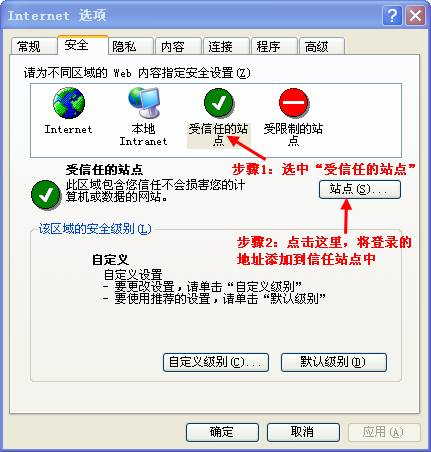 Internet 选项
常规 安全 隐私 内容 连接 程序 高级
请为不同区域的 Web 内容指定安全设置(Z)
Internet
本地
Intranet
受信任的站
点
受限制的站
点
步骤1：选中“受信任的站点”
受信任的站点
此区域包含您信任不会损害您的计
算机或数据的网站。
站点(S)...
步骤2：点击这里，将登录的
地址添加到信任站点中
该区域的安全级别(L)
自定义
自定义设置
- 要更改设置，请单击“自定义级别”
- 要使用推荐的设置，请单击“默认级别”
自定义级别(C)... 默认级别(D)
确定 取消 应用(A)